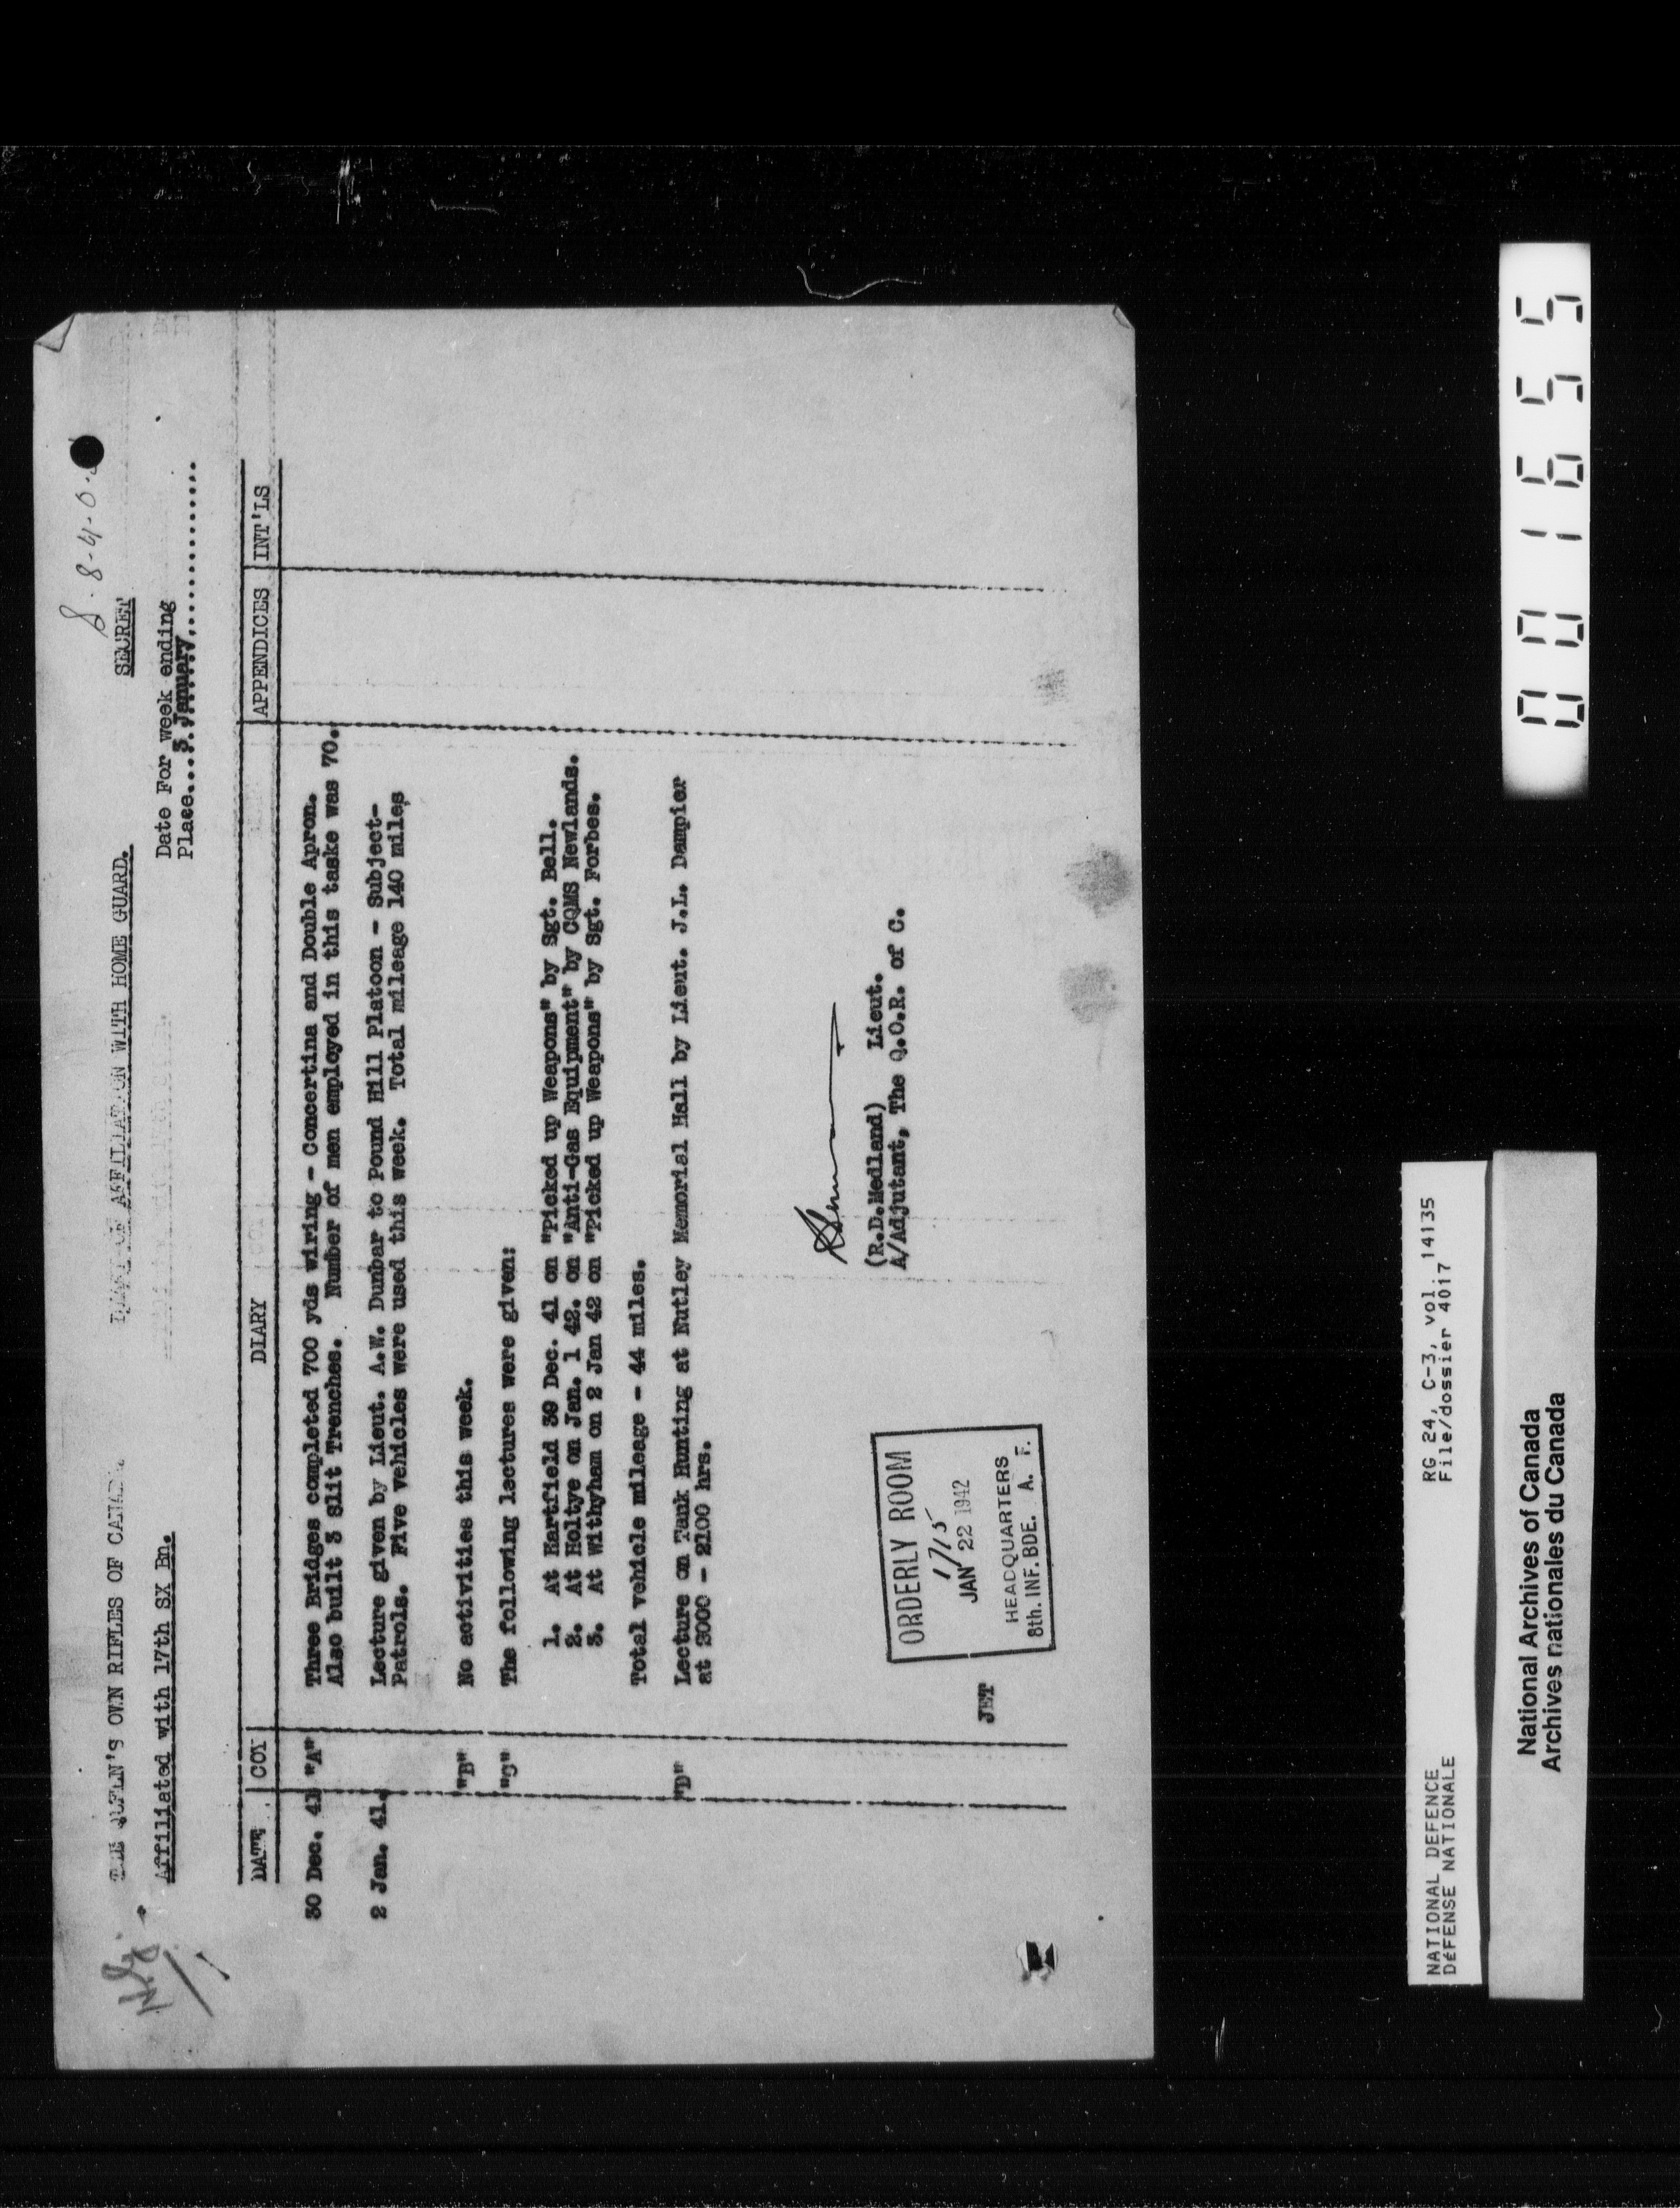 8-4-0-
SECRET
THE QUEEN'S OWN RIFLES OF CANADA
DIARY OF AFFILIATION WITH HOME GUARD.
Affiliated with 17th SX Bn.
Date For week ending
Place...3 January...............
DATE COY DIARY APPENDICES INT'LS
30 Dec. 41 "A" Three Bridges completed 700 yds wiring - Concertina and Double Apron.
Also built 3 Slit Trenches. Number of men employed in this taske was 70.
2 Jan. 41. Lecture given by Lieut. A.W. Dunbar to Pound Hill Platoon - Subject-
Patrols. Five vehicles were used this week. Total mileage 140 miles
"B" No activities this week.
"C" The following lectures were given:
1. At Hartfield 30 Dec. 41 on "Picked up Weapons" by Sgt. Bell.
2. At Holtye on Jan. 1 42. on "Anti-Gas Equipment" by CQMS Newlands.
3. At Withyham on 2 Jan 42 on "Picked up Weapons" by Sgt. Forbes.
Total vehicle mileage - 44 miles.
"D" Lecture on Tank Hunting at Nutley Memorial Hall by Lieut. J.L. Dampier
at 2000 - 2100 hrs.
(R.D.Medland) Lieut.
A/Adjutant, The Q.O.R. of C.
JET
ORDERLY ROOM
1715
JAN 22 1942
HEADQUARTERS
8th. INF. BDE. A. F.
NATIONAL DEFENCE RG 24, C-3, vol. 14135
DÉFENSE NATIONALE File/dossier 4017
National Archives of Canada
Archives nationales du Canada
001655